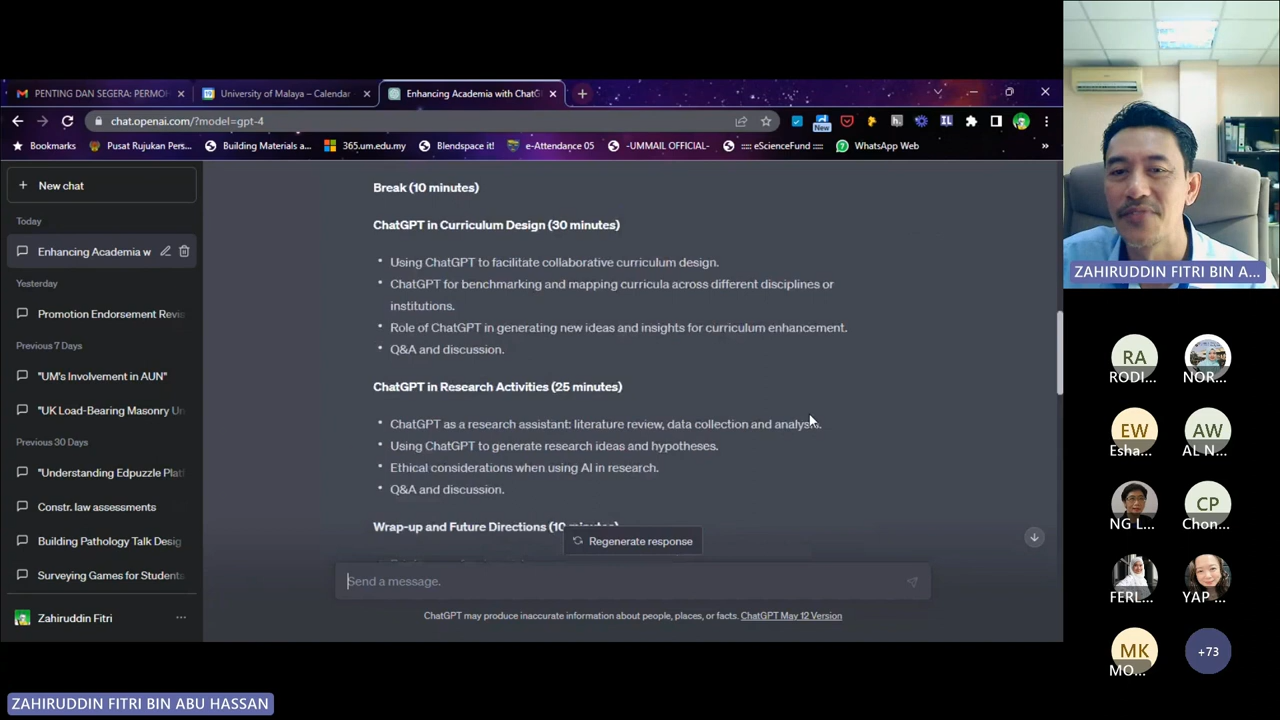 PENTING DAN SEGERA: PERMOH
University of Malaya – Calendar
Enhancing Academia with ChatG
chat.openai.com/?model=gpt-4
New
Bookmarks
Pusat Rujukan Pers...
Building Materials a...
365.um.edu.my
Blendspace it!
e-Attendance 05
-UMMAIL OFFICIAL-
::::: eScienceFund :::::
WhatsApp Web
»
+ New chat
Today
Enhancing Academia w
Yesterday
Promotion Endorsement Revi
Previous 7 Days
"UM's Involvement in AUN"
"UK Load-Bearing Masonry Un
Previous 30 Days
"Understanding Edpuzzle Plat
Constr. law assessments
Building Pathology Talk Desig
Surveying Games for Students
Zahiruddin Fitri
...
Break (10 minutes)
ChatGPT in Curriculum Design (30 minutes)
• Using ChatGPT to facilitate collaborative curriculum design.
• ChatGPT for benchmarking and mapping curricula across different disciplines or
institutions.
• Role of ChatGPT in generating new ideas and insights for curriculum enhancement.
• Q&A and discussion.
ChatGPT in Research Activities (25 minutes)
• ChatGPT as a research assistant: literature review, data collection and analysis.
• Using ChatGPT to generate research ideas and hypotheses.
• Ethical considerations when using AI in research.
• Q&A and discussion.
Wrap-up and Future Directions (10 minutes)
Regenerate response
Send a message.
ChatGPT may produce inaccurate information about people, places, or facts. ChatGPT May 12 Version
ZAHIRUDDIN FITRI BIN A...
RA
RODI...
NOR...
EW
Esha...
AW
AL N...
NG L...
CP
Chon...
FERL...
YAP ...
MK
MO...
+73
ZAHIRUDDIN FITRI BIN ABU HASSAN